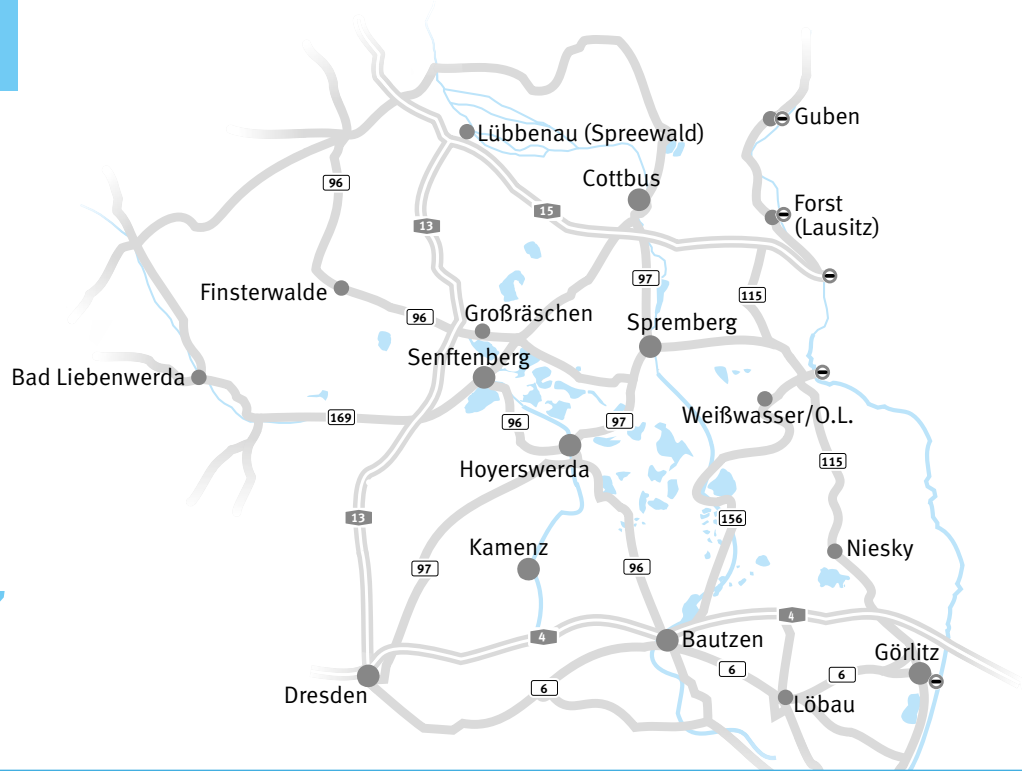 Guben
Lübbenau (Spreewald)
Cottbus
96
Forst
(Lausitz)
15
13
97
Finsterwalde
115
96
Großräschen
Spremberg
Senftenberg
Bad Liebenwerda
169
96
97
Weißwasser/O.L.
Hoyerswerda
115
13
156
Kamenz
Niesky
97
96
4
4
Bautzen
Görlitz
6
6
Dresden
6
Löbau